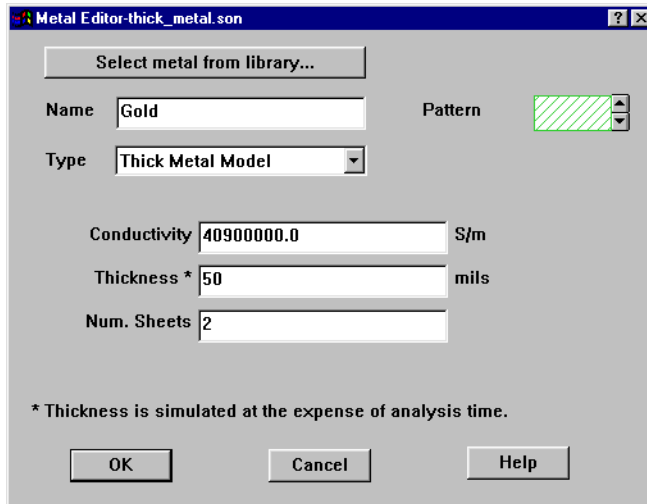 Metal Editor-thick_metal.son
Select metal from library...
Name Gold Pattern
Type Thick Metal Model
Conductivity 40900000.0 S/m
Thickness * 50 mils
Num. Sheets 2
* Thickness is simulated at the expense of analysis time.
OK Cancel Help